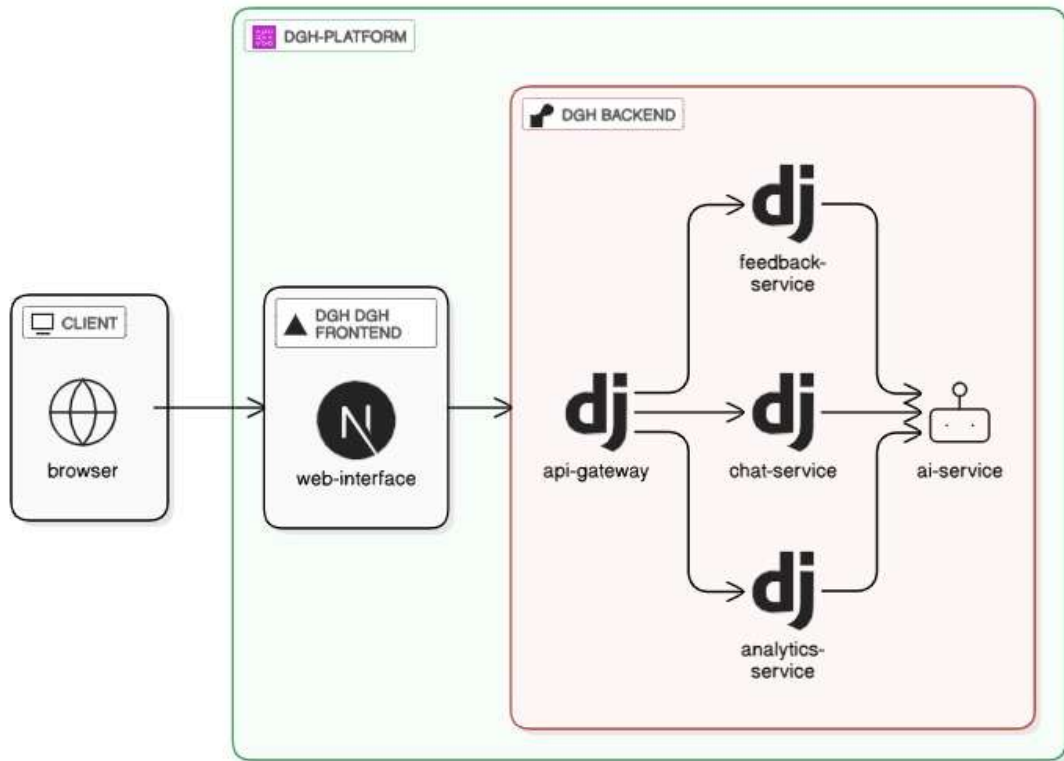 DGH-PLATFORM
DGH BACKEND
dj
feedback-
service
CLIENT
DGH DGH
FRONTEND
browser
N
web-interface
dj
api-gateway
dj
chat-service
ai-service
dj
analytics-
service